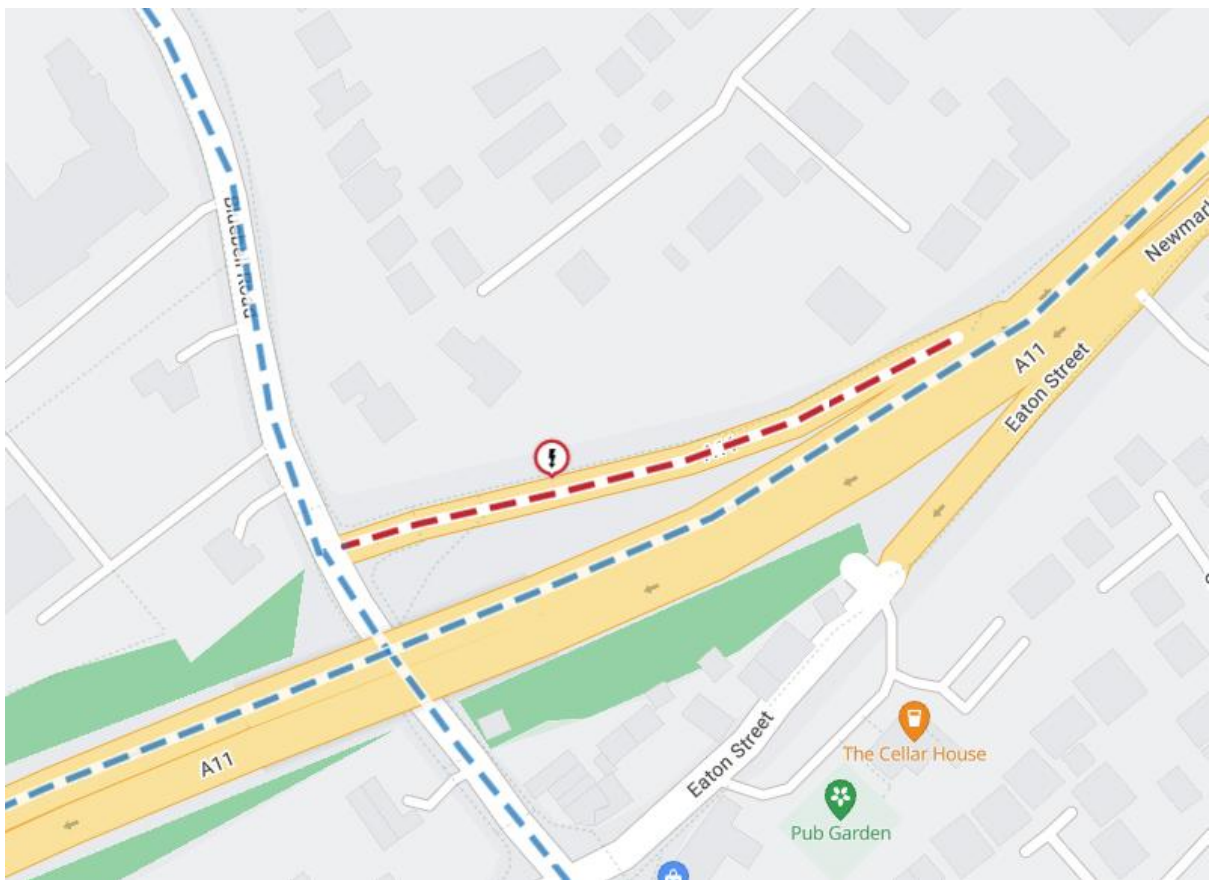 Bluebell Road
Newmark
A11
Eaton Street
A11
Eaton Street
The Cellar House
Pub Garden